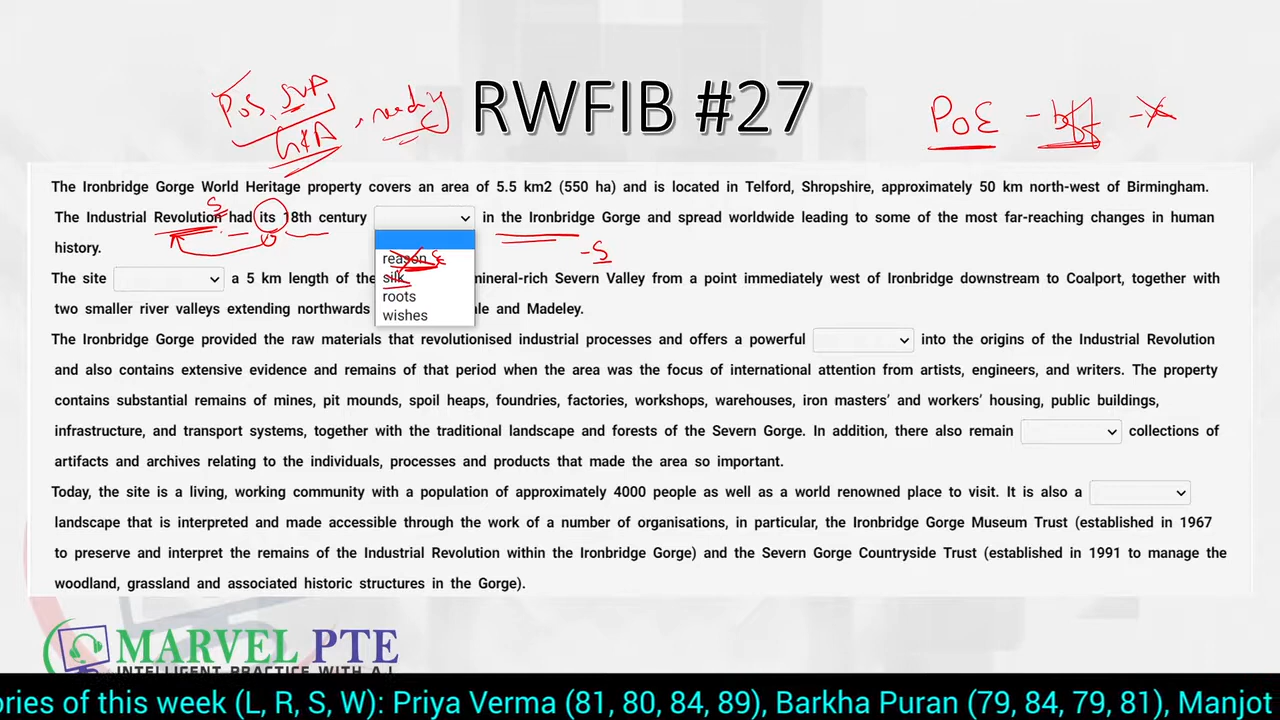 RWFIB #27
POS, SVA
G&A, reading
POE - bfbf - X
The Ironbridge Gorge World Heritage property covers an area of 5.5 km2 (550 ha) and is located in Telford, Shropshire, approximately 50 km north-west of Birmingham.
The Industrial Revolution had its 18th century in the Ironbridge Gorge and spread worldwide leading to some of the most far-reaching changes in human
history.
reason
silk
roots
wishes
The site a 5 km length of the mineral-rich Severn Valley from a point immediately west of Ironbridge downstream to Coalport, together with
two smaller river valleys extending northwards le and Madeley.
The Ironbridge Gorge provided the raw materials that revolutionised industrial processes and offers a powerful into the origins of the Industrial Revolution
and also contains extensive evidence and remains of that period when the area was the focus of international attention from artists, engineers, and writers. The property
contains substantial remains of mines, pit mounds, spoil heaps, foundries, factories, workshops, warehouses, iron masters’ and workers’ housing, public buildings,
infrastructure, and transport systems, together with the traditional landscape and forests of the Severn Gorge. In addition, there also remain collections of
artifacts and archives relating to the individuals, processes and products that made the area so important.
Today, the site is a living, working community with a population of approximately 4000 people as well as a world renowned place to visit. It is also a
landscape that is interpreted and made accessible through the work of a number of organisations, in particular, the Ironbridge Gorge Museum Trust (established in 1967
to preserve and interpret the remains of the Industrial Revolution within the Ironbridge Gorge) and the Severn Gorge Countryside Trust (established in 1991 to manage the
woodland, grassland and associated historic structures in the Gorge).
MARVEL PTE
INTELLIGENT PRACTICE WITH A.I
ories of this week (L, R, S, W): Priya Verma (81, 80, 84, 89), Barkha Puran (79, 84, 79, 81), Manjot